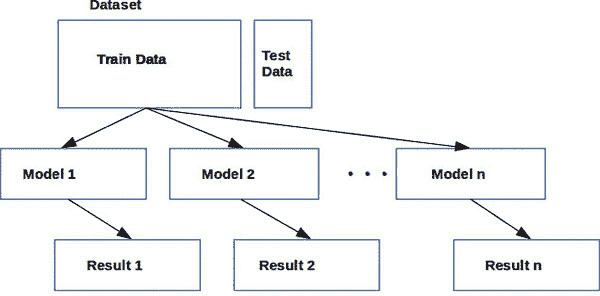 Dataset
Train Data
Test
Data
Model 1
Model 2
. . .
Model n
Result 1
Result 2
Result n